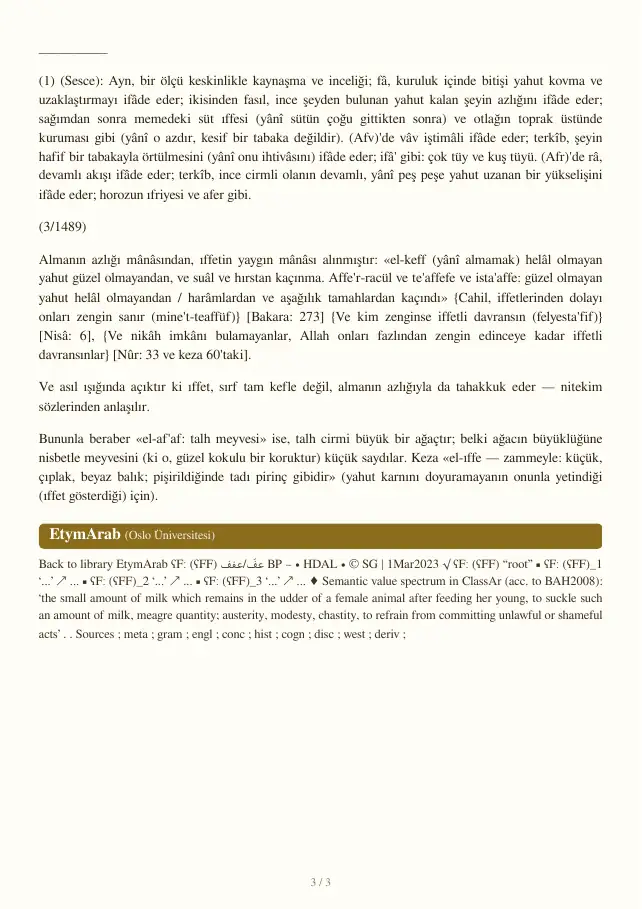 (1) (Sesce): Ayn, bir ölçü keskinlikle kaynaşma ve inceliği; fâ, kuruluk içinde bitişi yahut kovma ve
uzaklaştırmayı ifâde eder; ikisinden fasıl, ince şeyden bulunan yahut kalan şeyin azlığını ifâde eder;
sağımdan sonra memedeki süt ıffesi (yânî sütün çoğu gittikten sonra) ve otlağın toprak üstünde
kuruması gibi (yânî o azdır, kesif bir tabaka değildir). (Afv)'de vâv iştimâli ifâde eder; terkîb, şeyin
hafif bir tabakayla örtülmesini (yânî onu ihtivâsını) ifâde eder; ifâ' gibi: çok tüy ve kuş tüyü. (Afr)'de râ,
devamlı akışı ifâde eder; terkîb, ince cirmli olanın devamlı, yânî peş peşe yahut uzanan bir yükselişini
ifâde eder; horozun ıfriyesi ve afer gibi.
(3/1489)
Almanın azlığı mânâsından, ıffetin yaygın mânâsı alınmıştır: «el-keff (yânî almamak) helâl olmayan
yahut güzel olmayandan, ve suâl ve hırstan kaçınma. Affe'r-racül ve te'affefe ve ista'affe: güzel olmayan
yahut helâl olmayandan / harâmlardan ve aşağılık tamahlardan kaçındı» {Cahil, iffetlerinden dolayı
onları zengin sanır (mine't-teaffüf)} [Bakara: 273] {Ve kim zenginse iffetli davransın (felyesta'fif)}
[Nisâ: 6], {Ve nikâh imkânı bulamayanlar, Allah onları fazlından zengin edinceye kadar iffetli
davransınlar} [Nûr: 33 ve keza 60'taki].
Ve asıl ışığında açıktır ki ıffet, sırf tam kefle değil, almanın azlığıyla da tahakkuk eder — nitekim
sözlerinden anlaşılır.
Bununla beraber «el-af'af: talh meyvesi» ise, talh cirmi büyük bir ağaçtır; belki ağacın büyüklüğüne
nisbetle meyvesini (ki o, güzel kokulu bir koruktur) küçük saydılar. Keza «el-ıffe — zammeyle: küçük,
çıplak, beyaz balık; pişirildiğinde tadı pirinç gibidir» (yahut karnını doyuramayanın onunla yetindiği
(ıffet gösterdiği) için).
EtymArab (Oslo Üniversitesi)
Back to library EtymArab ʕF: (ʕFF) عفّ/عفف BP – • HDAL • © SG | 1Mar2023 √ ʕF: (ʕFF) “root” ▪ ʕF: (ʕFF)_1
‘...’ ↗ ... ▪ ʕF: (ʕFF)_2 ‘...’ ↗ ... ▪ ʕF: (ʕFF)_3 ‘...’ ↗ ... ♦ Semantic value spectrum in ClassAr (acc. to BAH2008):
‘the small amount of milk which remains in the udder of a female animal after feeding her young, to suckle such
an amount of milk, meagre quantity; austerity, modesty, chastity, to refrain from committing unlawful or shameful
acts’ . . Sources ; meta ; gram ; engl ; conc ; hist ; cogn ; disc ; west ; deriv ;
3 / 3